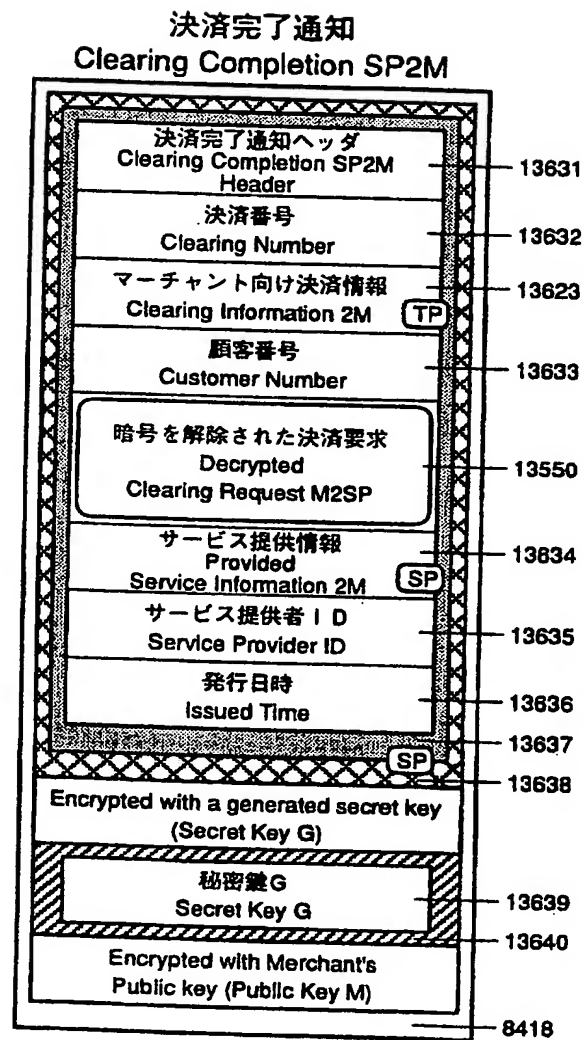 決済完了通知
Clearing Completion SP2M
決済完了通知ヘッダ
Clearing Completion SP2M
Header
13631
決済番号
Clearing Number
13632
マーチャント向け決済情報
Clearing Information 2M
TP
13623
顧客番号
Customer Number
13633
暗号を解除された決済要求
Decrypted
Clearing Request M2SP
13550
サービス提供情報
Provided
Service Information 2M
SP
13834
サービス提供者ID
Service Provider ID
13635
発行日時
Issued Time
13636
13637
SP
13638
Encrypted with a generated secret key
(Secret Key G)
秘密鍵G
Secret Key G
13639
13640
Encrypted with Merchant's
Public key (Public Key M)
8418